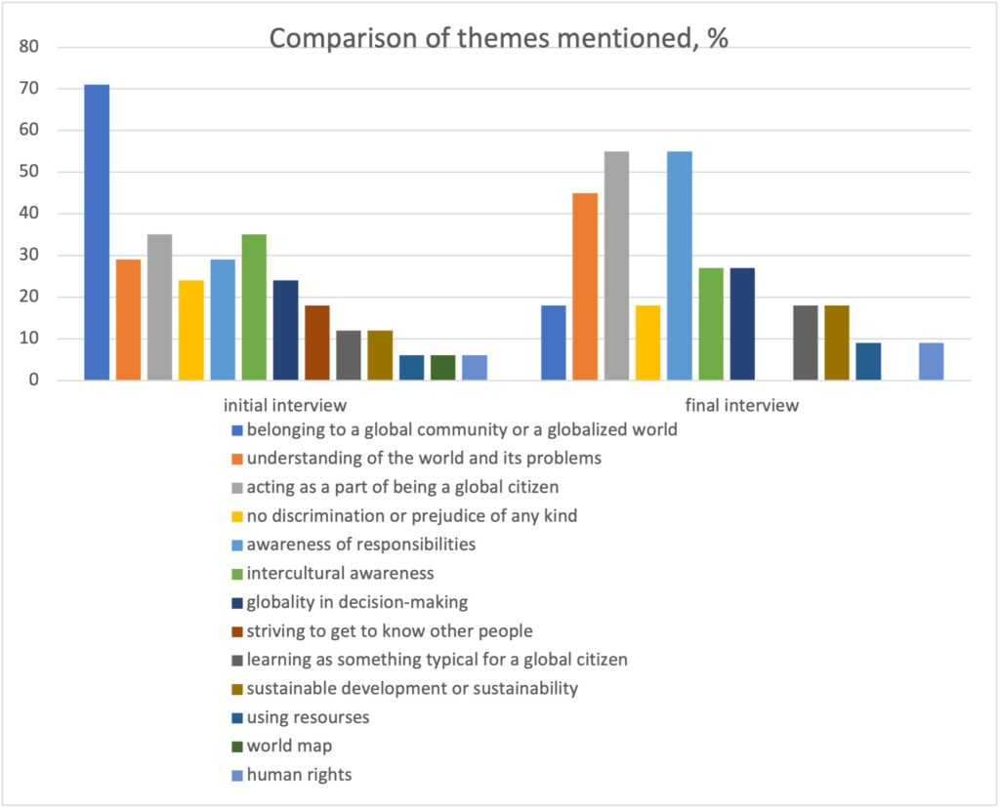 Comparison of themes mentioned, %
80
70
60
50
40
30
20
10
0
initial interview final interview
belonging to a global community or a globalized world
understanding of the world and its problems
acting as a part of being a global citizen
no discrimination or prejudice of any kind
awareness of responsibilities
intercultural awareness
globality in decision-making
striving to get to know other people
learning as something typical for a global citizen
sustainable development or sustainability
using resourses
world map
human rights